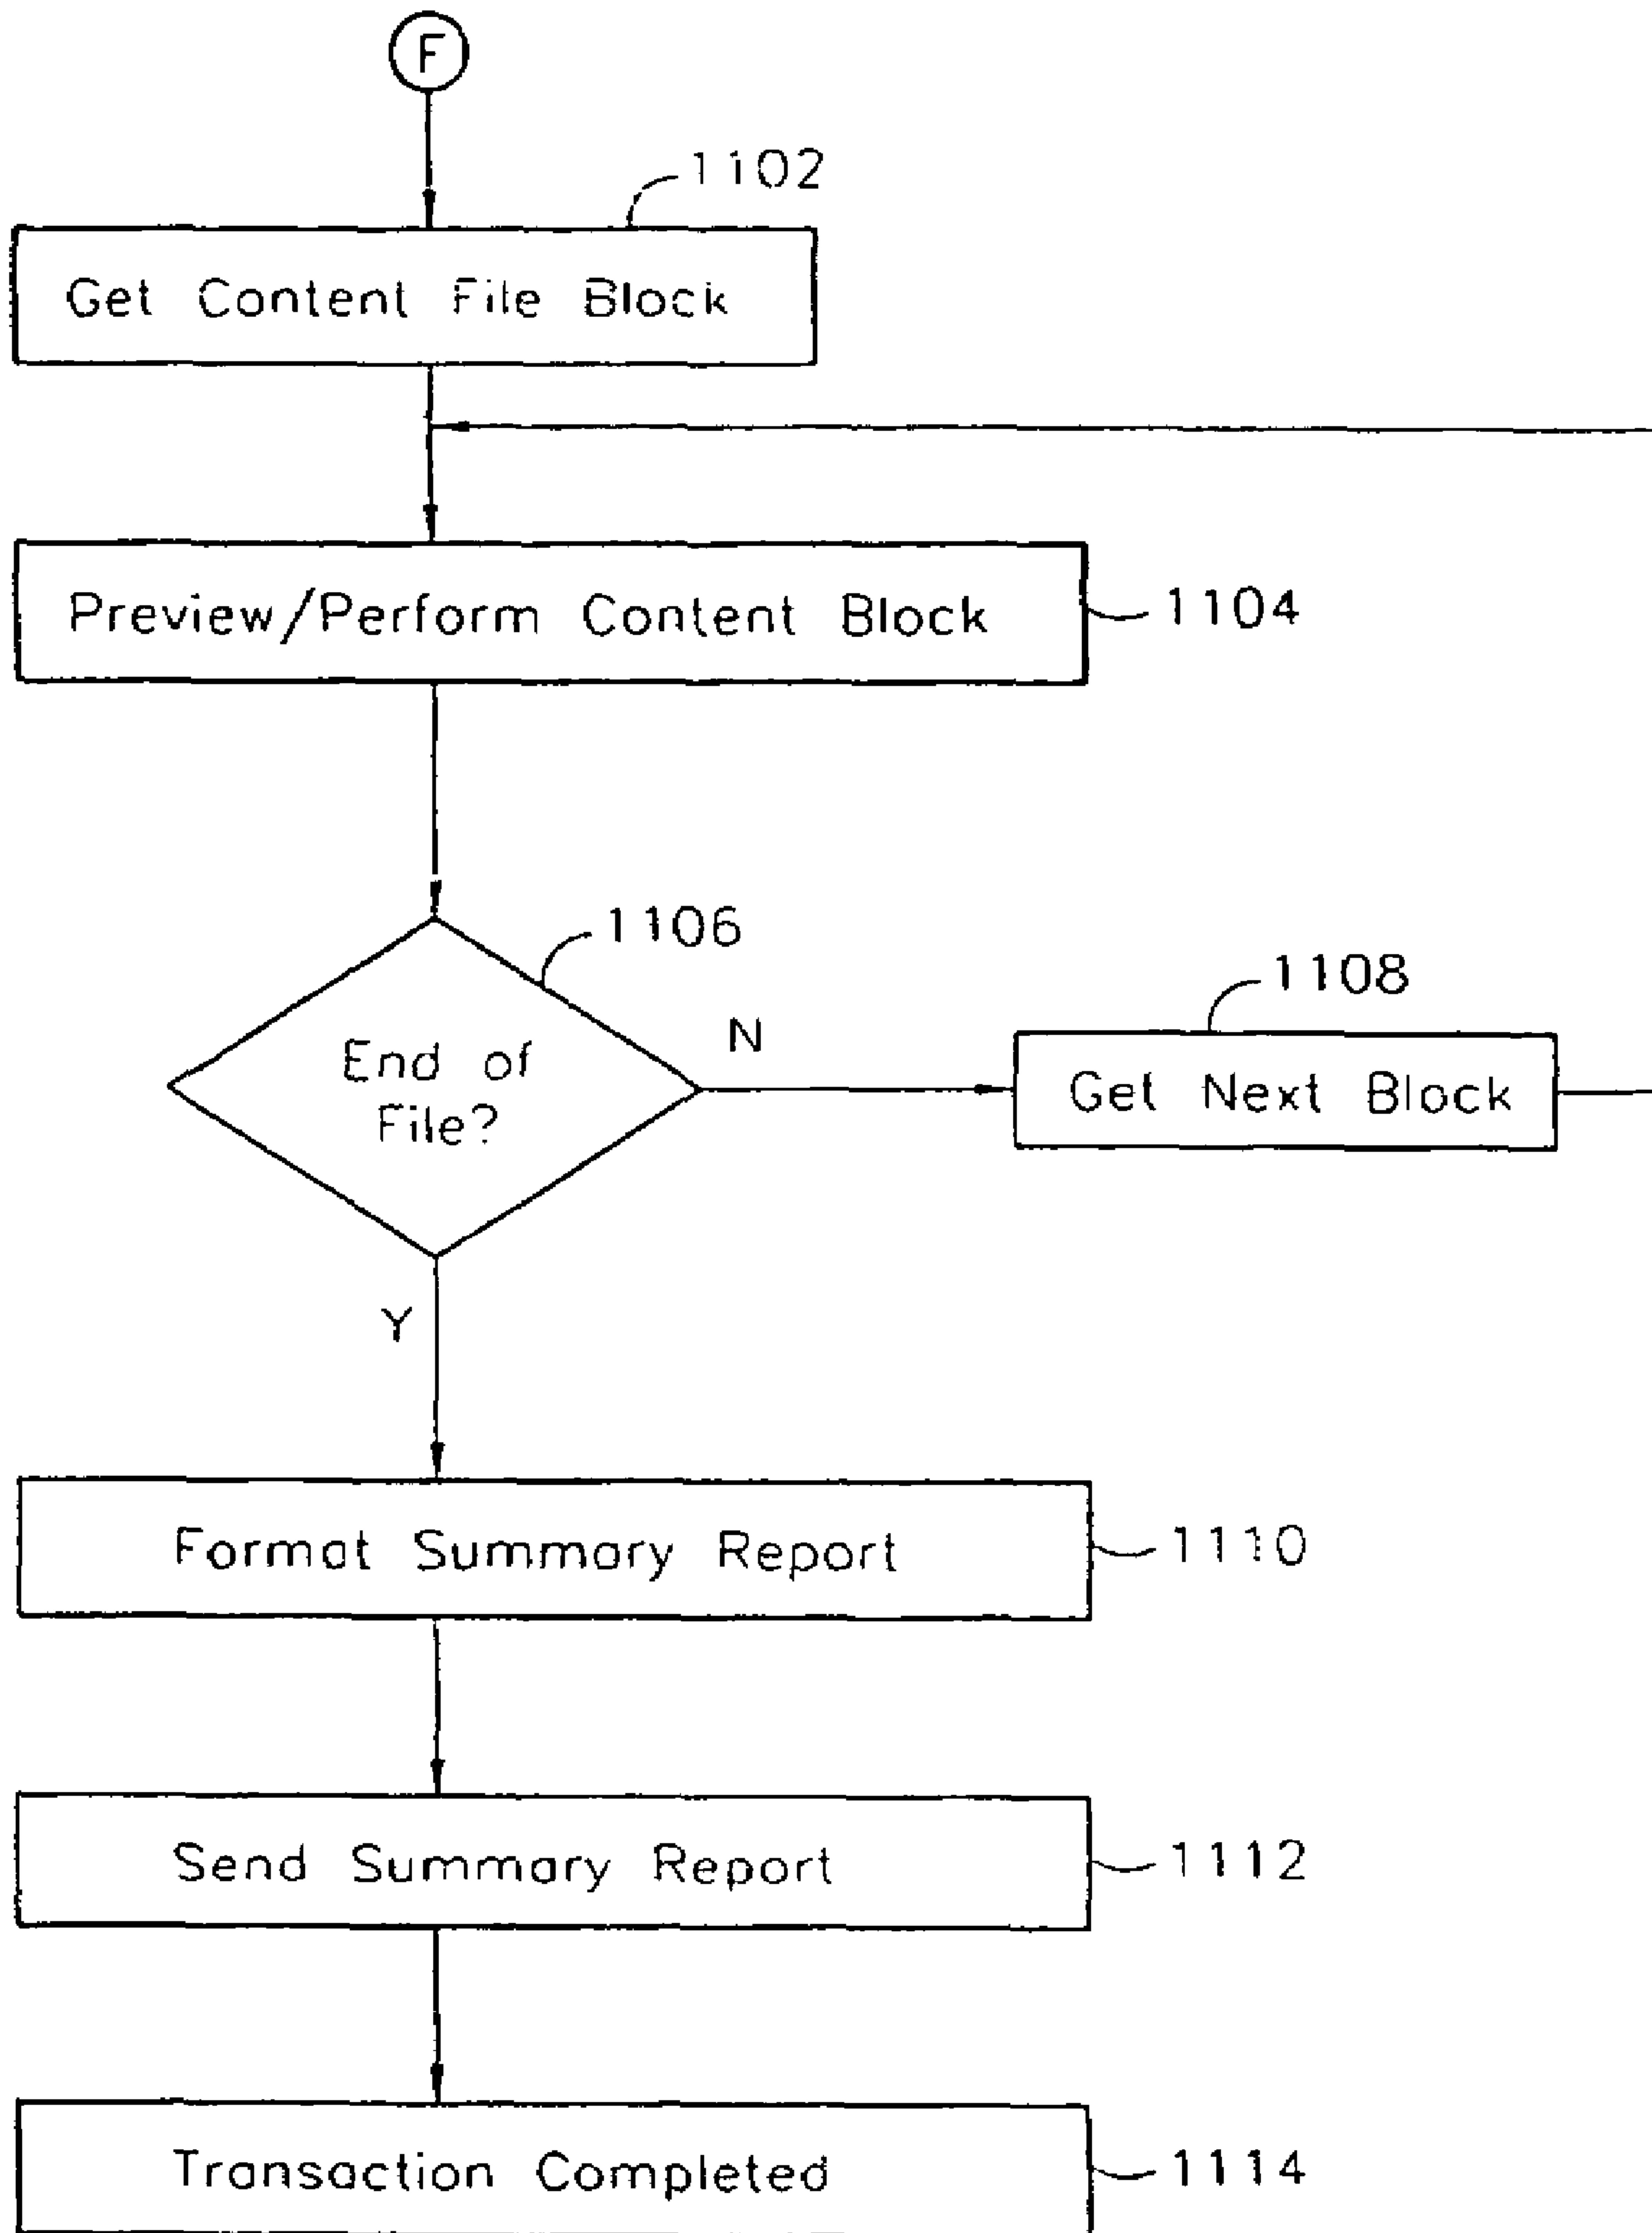 F
1102
Get Content File Block
Preview/Perform Content Block
1104
1106
End of
File?
N
1108
Get Next Block
Y
Format Summary Report
1110
Send Summary Report
1112
Transaction Completed
1114